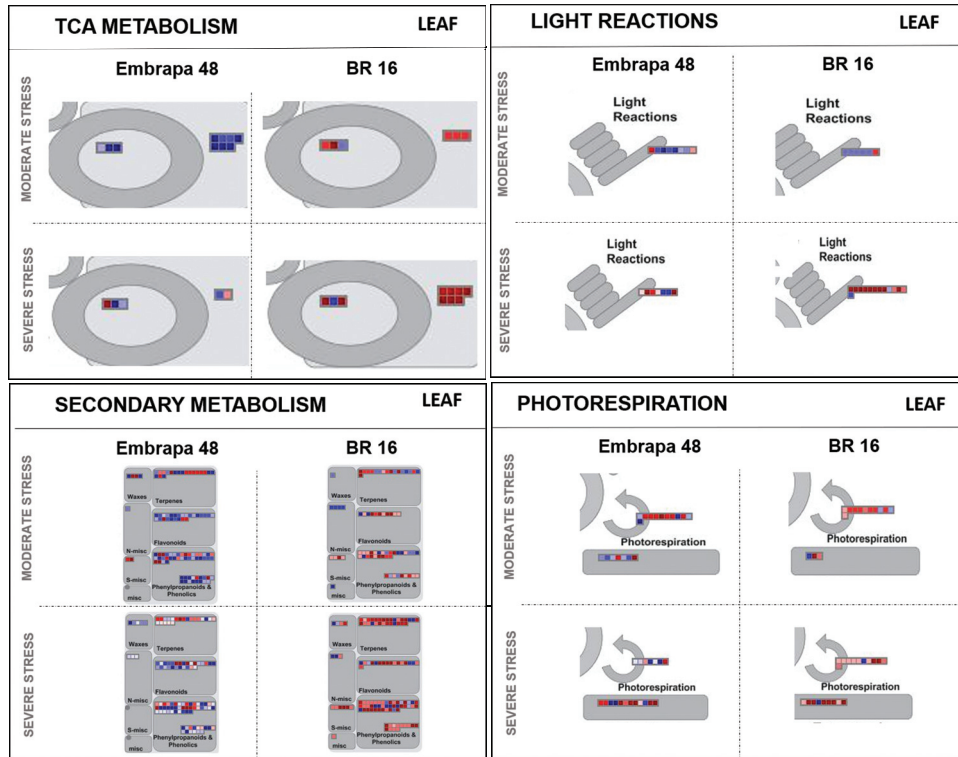 TCA METABOLISM
LEAF
Embrapa 48
BR 16
MODERATE STRESS
SEVERE STRESS
LIGHT REACTIONS
LEAF
Embrapa 48
BR 16
MODERATE STRESS
Light
Reactions
Light
Reactions
SEVERE STRESS
Light
Reactions
Light
Reactions
SECONDARY METABOLISM
LEAF
Embrapa 48
BR 16
MODERATE STRESS
Waxes
Terpenes
Flavonoids
N-misc
S-misc
Phenylpropanoids &
Phenolics
misc
Waxes
Terpenes
Flavonoids
N-misc
S-misc
Phenylpropanoids &
Phenolics
misc
SEVERE STRESS
Waxes
Terpenes
Flavonoids
N-misc
S-misc
Phenylpropanoids &
Phenolics
misc
Waxes
Terpenes
Flavonoids
N-misc
S-misc
Phenylpropanoids &
Phenolics
misc
PHOTORESPIRATION
LEAF
Embrapa 48
BR 16
MODERATE STRESS
Photorespiration
Photorespiration
SEVERE STRESS
Photorespiration
Photorespiration